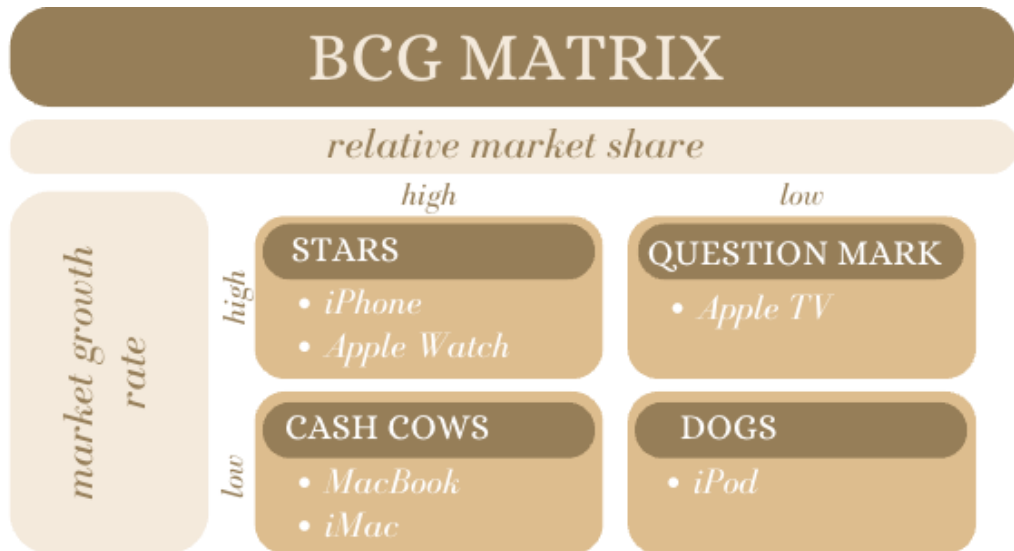 BCG MATRIX
relative market share
high
low
market growth
rate
high
STARS
• iPhone
• Apple Watch
QUESTION MARK
• Apple TV
low
CASH COWS
• MacBook
• iMac
DOGS
• iPod